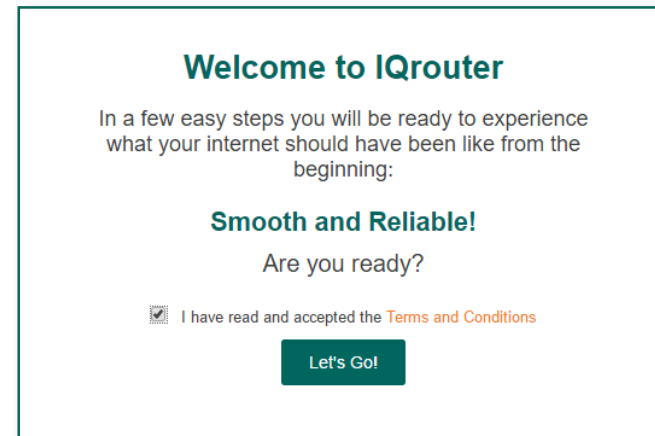 Welcome to IQrouter
In a few easy steps you will be ready to experience
what your internet should have been like from the
beginning:
Smooth and Reliable!
Are you ready?
I have read and accepted the Terms and Conditions
Let's Go!